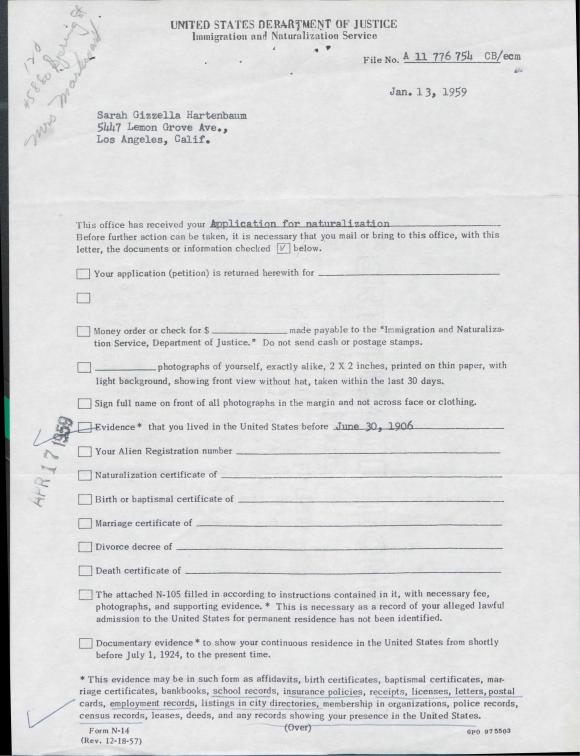 UNITED STATES DEPARTMENT OF JUSTICE
Immigration and Naturalization Service
File No. A 11 776 754 CB/ecm
Jan. 13, 1959
120
Spring St
Mrs
Sarah Gizzella Hartenbaum
5447 Lemon Grove Ave.,
Los Angeles, Calif.
This office has received your Application for naturalization
Before further action can be taken, it is necessary that you mail or bring to this office, with this
letter, the documents or information checked ☑ below.
Your application (petition) is returned herewith for
Money order or check for $ made payable to the "Immigration and Naturaliza-
tion Service, Department of Justice." Do not send cash or postage stamps.
photographs of yourself, exactly alike, 2 X 2 inches, printed on thin paper, with
light background, showing front view without hat, taken within the last 30 days.
Sign full name on front of all photographs in the margin and not across face or clothing.
Evidence* that you lived in the United States before June 30, 1906
APR 17 1959
Your Alien Registration number
Naturalization certificate of
Birth or baptismal certificate of
Marriage certificate of
Divorce decree of
Death certificate of
The attached N-105 filled in according to instructions contained in it, with necessary fee,
photographs, and supporting evidence.* This is necessary as a record of your alleged lawful
admission to the United States for permanent residence has not been identified.
Documentary evidence* to show your continuous residence in the United States from shortly
before July 1, 1924, to the present time.
* This evidence may be in such form as affidavits, birth certificates, baptismal certificates, mar-
riage certificates, bankbooks, school records, insurance policies, receipts, licenses, letters, postal
cards, employment records, listings in city directories, membership in organizations, police records,
census records, leases, deeds, and any records showing your presence in the United States.
Form N-14 (Over) GPO 975503
(Rev. 12-18-57)